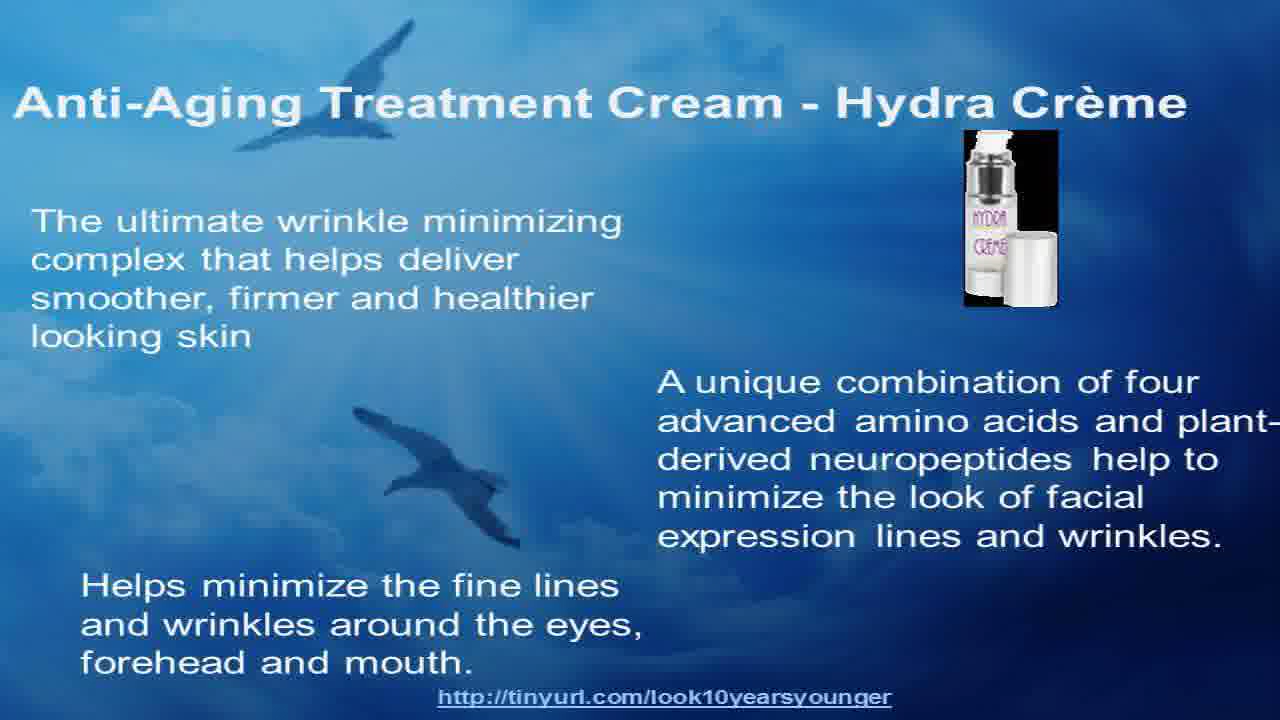 Anti-Aging Treatment Cream - Hydra Crème
HYDRA
CREME
The ultimate wrinkle minimizing
complex that helps deliver
smoother, firmer and healthier
looking skin
A unique combination of four
advanced amino acids and plant-
derived neuropeptides help to
minimize the look of facial
expression lines and wrinkles.
Helps minimize the fine lines
and wrinkles around the eyes,
forehead and mouth.
http://tinyurl.com/look10yearsyounger